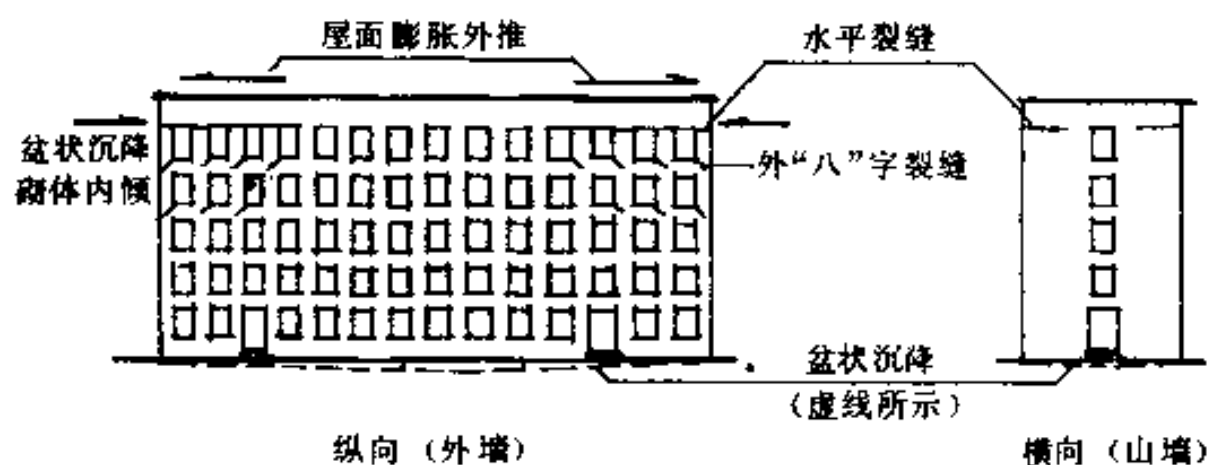 屋面膨胀外推
水平裂缝
盆状沉降
砌体内倾
外“八”字裂缝
盆状沉降
（虚线所示）
纵向（外墙）
横向（山墙）